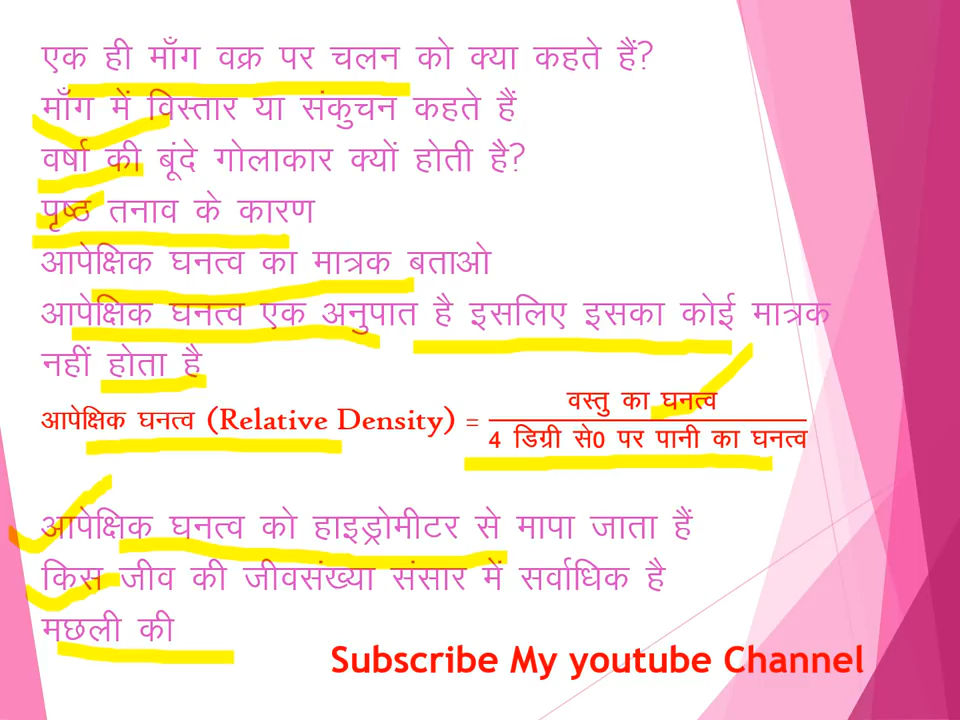 एक ही माँग वक्र पर चलन को क्या कहते हैं?
माँग में विस्तार या संकुचन कहते हैं
वर्षा की बूंदे गोलाकार क्यों होती है?
पृष्ठ तनाव के कारण
आपेक्षिक घनत्व का मात्रक बताओ
आपेक्षिक घनत्व एक अनुपात है इसलिए इसका कोई मात्रक
नहीं होता है
आपेक्षिक घनत्व (Relative Density) = वस्तु का घनत्व
4 डिग्री से0 पर पानी का घनत्व
आपेक्षिक घनत्व को हाइड्रोमीटर से मापा जाता हैं
किस जीव की जीवसंख्या संसार में सर्वाधिक है
मछली की
Subscribe My youtube Channel